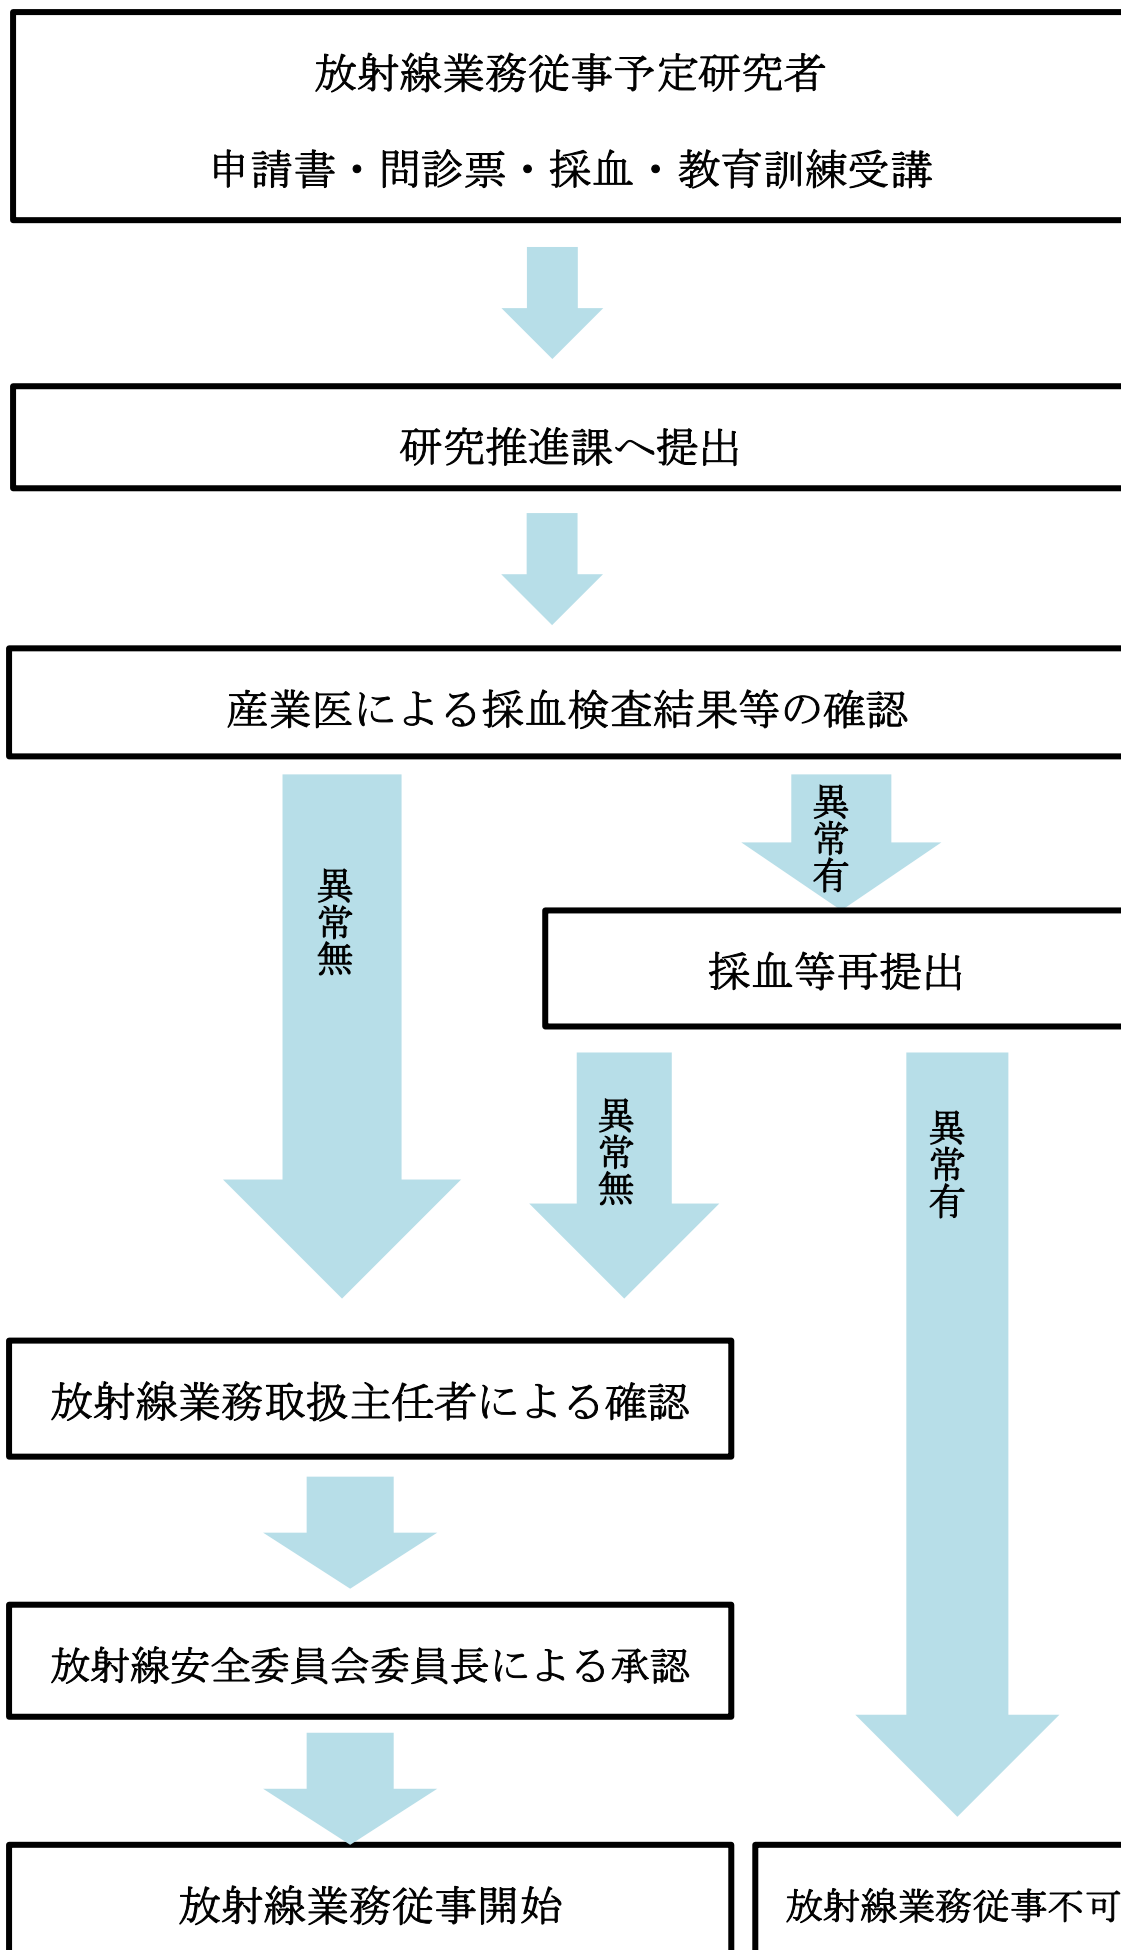 放射線業務従事予定研究者
申請書・問診票・採血・教育訓練受講
研究推進課へ提出
産業医による採血検査結果等の確認
異常無
異常有
採血等再提出
異常無
異常有
放射線業務取扱主任者による確認
放射線安全委員会委員長による承認
放射線業務従事開始
放射線業務従事不可